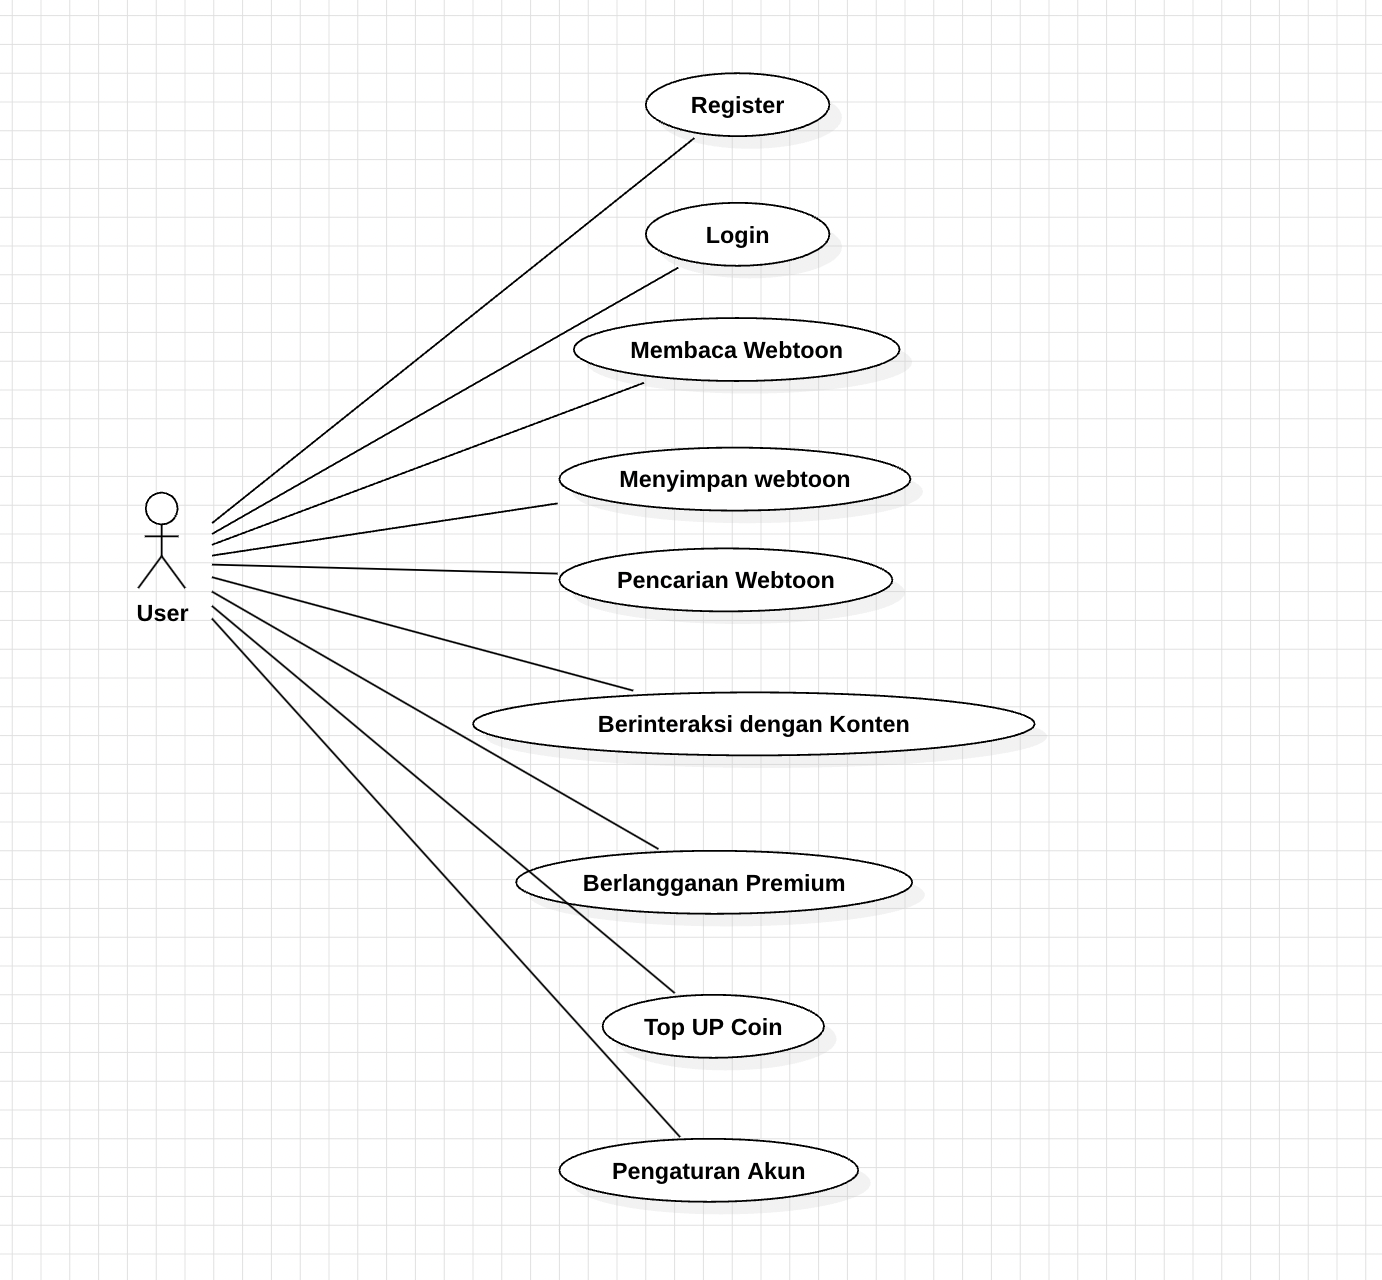 Register
Login
Membaca Webtoon
Menyimpan webtoon
Pencarian Webtoon
User
Berinteraksi dengan Konten
Berlangganan Premium
Top UP Coin
Pengaturan Akun